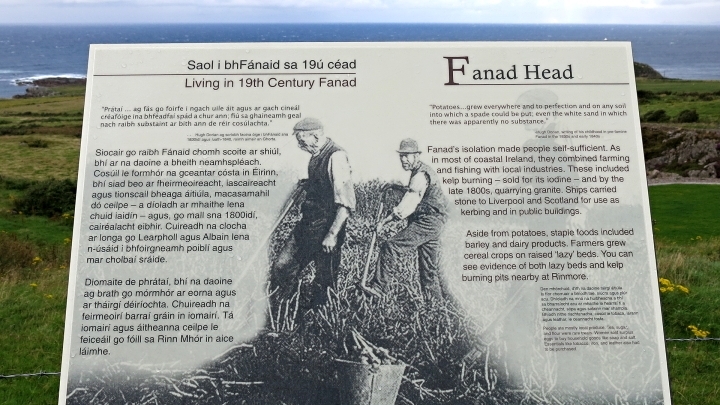 Saol i bhFánaid sa 19ú céad
Living in 19th Century Fanad
"Prátaí ... ag fás go foirfe i ngach uile áit agus ar gach cineál
créafóige ina bhféadfaí spád a chur ann; fiú sa ghaineamh geal
nach raibh substaint ar bith ann de réir cosúlachta."
Siocair go raibh Fánaid chomh scoite ar shiúl,
bhí ar na daoine a bheith neamhspleách.
Cosúil le formhór na gceantar cósta in Éirinn,
bhí siad beo ar fheirmeoireacht, iascaireacht
agus tionscail bheaga áitiúla, macasamhail
dó ceilpe – a díoladh ar mhaithe lena
chuid iaidín – agus, go mall sna 1800idí,
cairéalacht eibhir. Cuireadh na clocha
ar longa go Learpholl agus Albain lena
n-úsáid i bhfoirgneamh poiblí agus
mar cholbaí sráide.
Diomaite de phrátaí, bhí na daoine
ag brath go mórmhór ar eorna agus
ar tháirgí déiríochta. Chuireadh na
feirmeoirí barraí gráin in iomairí. Tá
iomairí agus áitheanna ceilpe le
feiceáil go fóill sa Rinn Mhór in aice
láimhe.
Fanad Head
"Potatoes...grew everywhere and to perfection and on any soil
into which a spade could be put; even the white sand in which
there was apparently no substance."
Fanad's isolation made people self-sufficient. As
in most of coastal Ireland, they combined farming
and fishing with local industries. These included
kelp burning – sold for its iodine – and by the
late 1800s, quarrying granite. Ships carried
stone to Liverpool and Scotland for use as
kerbing and in public buildings.
Aside from potatoes, staple foods included
barley and dairy products. Farmers grew
cereal crops on raised 'lazy' beds. You can
see evidence of both lazy beds and kelp
burning pits nearby at Rinmore.